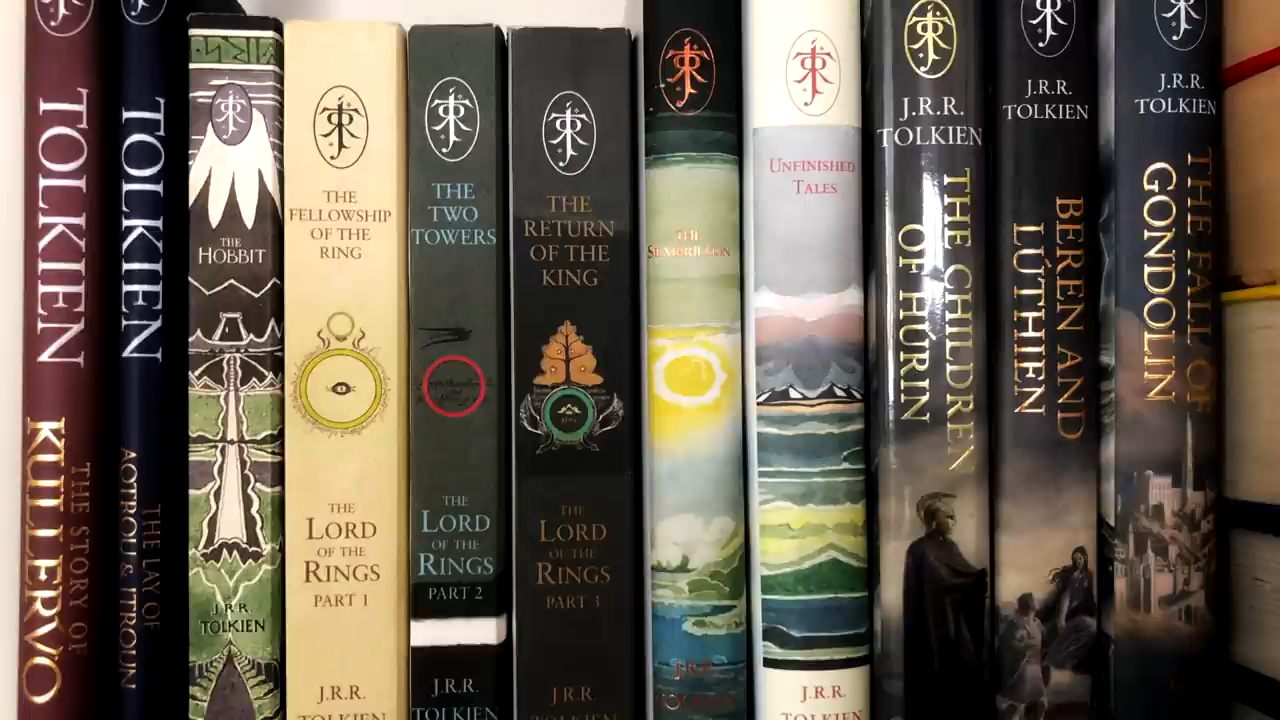 TOLKIEN
THE STORY OF
KULLERVO
TOLKIEN
THE LAY OF
AOTROU & ITROUN
THE
HOBBIT
J.R.R.
TOLKIEN
THE
FELLOWSHIP
OF THE
RING
THE
LORD
OF THE
RINGS
PART 1
J.R.R.
TOLKIEN
THE
TWO
TOWERS
THE
LORD
OF THE
RINGS
PART 2
J.R.R.
TOLKIEN
THE
RETURN
OF THE
KING
THE
LORD
OF THE
RINGS
PART 3
J.R.R.
TOLKIEN
THE
SILMARILLION
J.R.R.
TOLKIEN
UNFINISHED
TALES
J.R.R.
TOLKIEN
J.R.R.
TOLKIEN
THE CHILDREN
OF HÚRIN
J.R.R.
TOLKIEN
BEREN AND
LÚTHIEN
J.R.R.
TOLKIEN
THE FALL OF
GONDOLIN